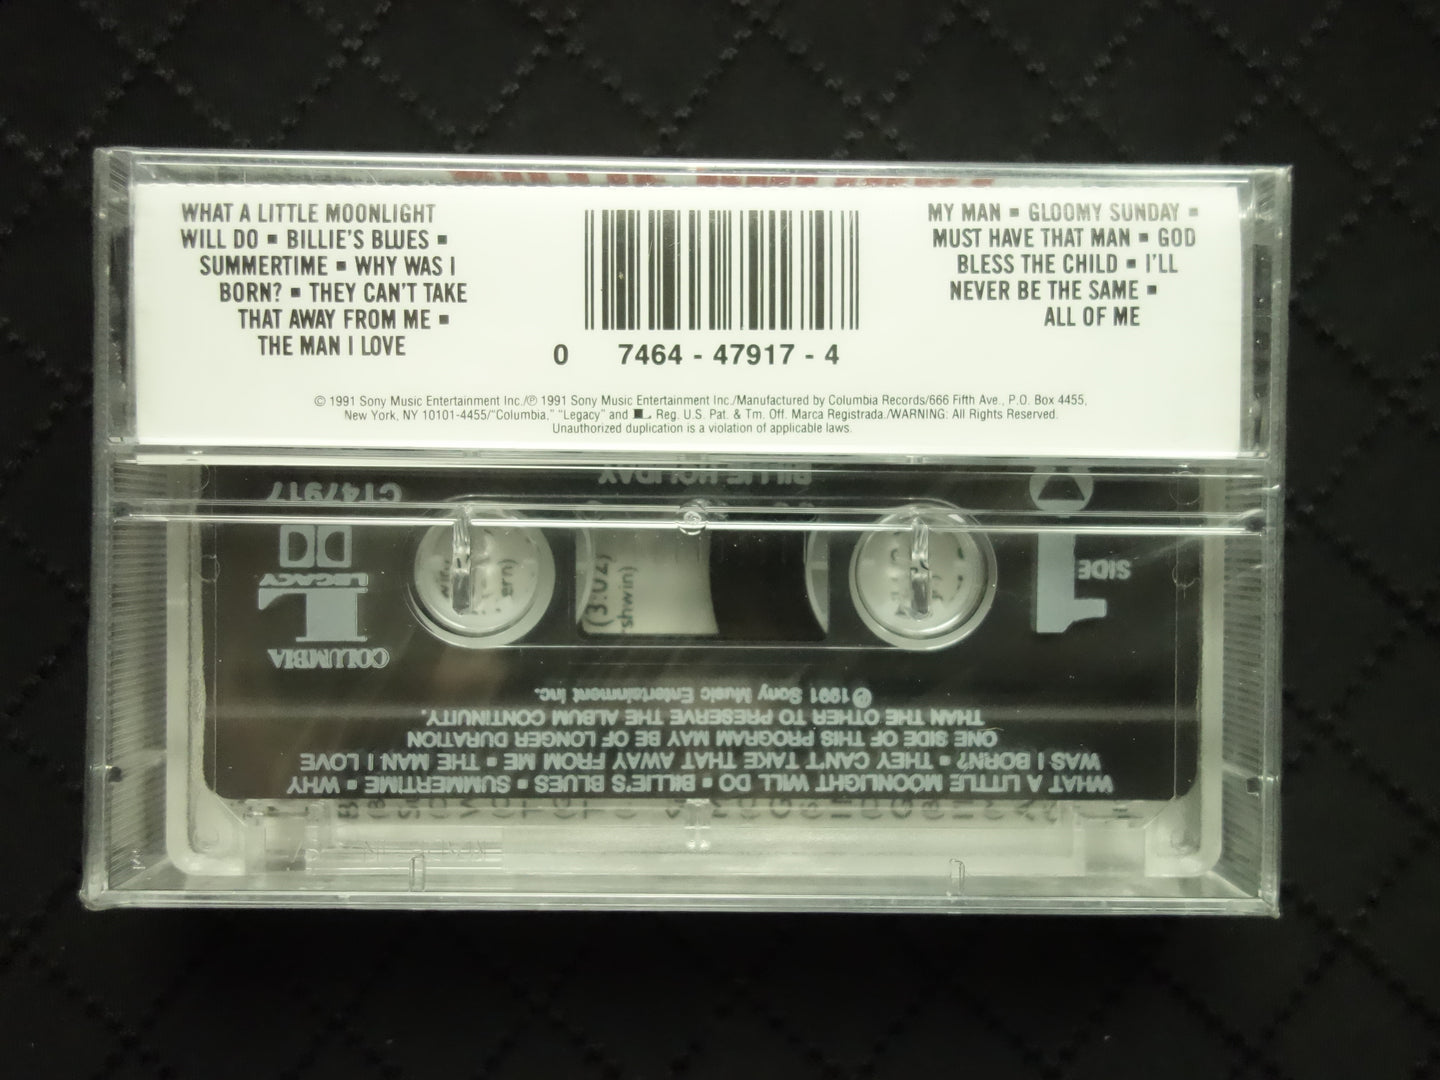 WHAT A LITTLE MOONLIGHT
WILL DO ▪ BILLIE'S BLUES ▪
SUMMERTIME ▪ WHY WAS I
BORN? ▪ THEY CAN'T TAKE
THAT AWAY FROM ME ▪
THE MAN I LOVE
0 7464 - 47917 - 4
MY MAN ▪ GLOOMY SUNDAY ▪
MUST HAVE THAT MAN ▪ GOD
BLESS THE CHILD ▪ I'LL
NEVER BE THE SAME ▪
ALL OF ME
© 1991 Sony Music Entertainment Inc./℗ 1991 Sony Music Entertainment Inc./Manufactured by Columbia Records/666 Fifth Ave., P.O. Box 4455,
New York, NY 10101-4455/"Columbia," "Legacy" and Reg. U.S. Pat. & Tm. Off. Marca Registrada./WARNING: All Rights Reserved.
Unauthorized duplication is a violation of applicable laws.
WHAT A LITTLE MOONLIGHT WILL DO ▪ BILLIE'S BLUES ▪ SUMMERTIME ▪ WHY
WAS I BORN? ▪ THEY CAN'T TAKE THAT AWAY FROM ME ▪ THE MAN I LOVE
ONE SIDE OF THIS PROGRAM MAY BE OF LONGER DURATION
THAN THE OTHER TO PRESERVE THE ALBUM CONTINUITY.
℗ 1991 Sony Music Entertainment Inc.
COLUMBIA
L
LEGACY
SIDE
1
CT47917
BILLIE HOLIDAY
(3:02)
shwin)
ern)